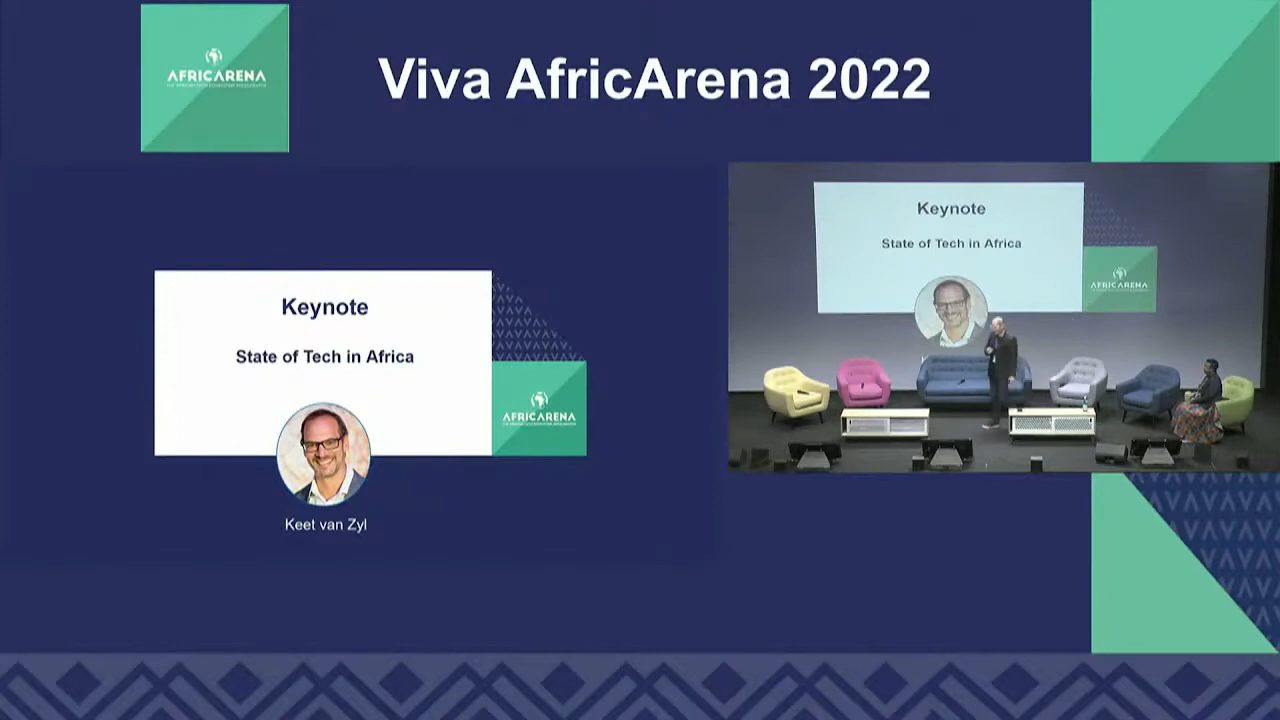 AFRICARENA
Viva AfricArena 2022
Keynote
State of Tech in Africa
AFRICARENA
Keet van Zyl
Keynote
State of Tech in Africa
AFRICARENA